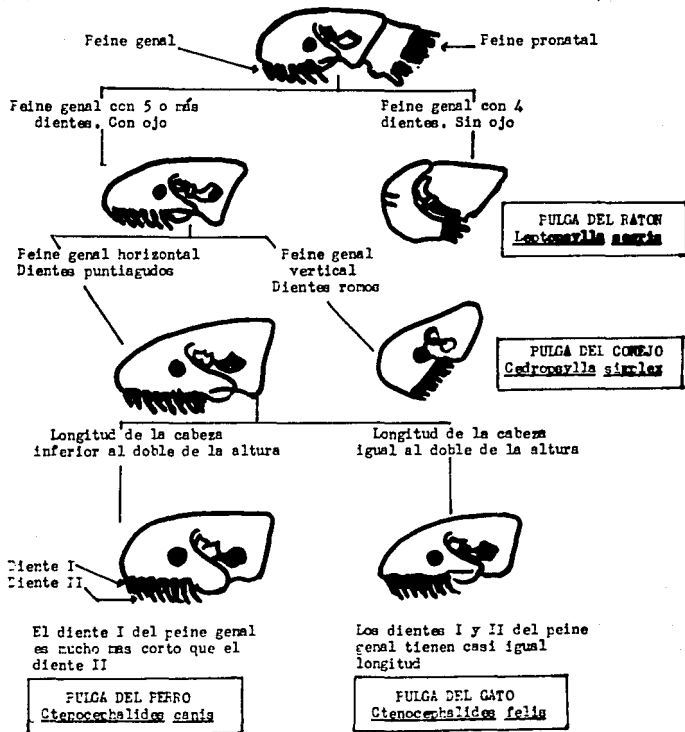 Feine genal
Feine pronatal
Feine genal con 5 o más
dientes. Con ojo
Feine genal con 4
dientes. Sin ojo
PULGA DEL RATON
Leptopsylla segnis
Feine genal horizontal
Dientes puntiagudos
Feine genal
vertical
Dientes romos
PULGA DEL CONEJO
Cedropsylla simplex
Longitud de la cabeza
inferior al doble de la altura
Longitud de la cabeza
igual al doble de la altura
Diente I
Diente II
El diente I del peine genal
es mucho mas corto que el
diente II
Los dientes I y II del peine
genal tienen casi igual
longitud
PULGA DEL PERRO
Ctenocephalides canis
PULGA DEL GATO
Ctenocephalides felis